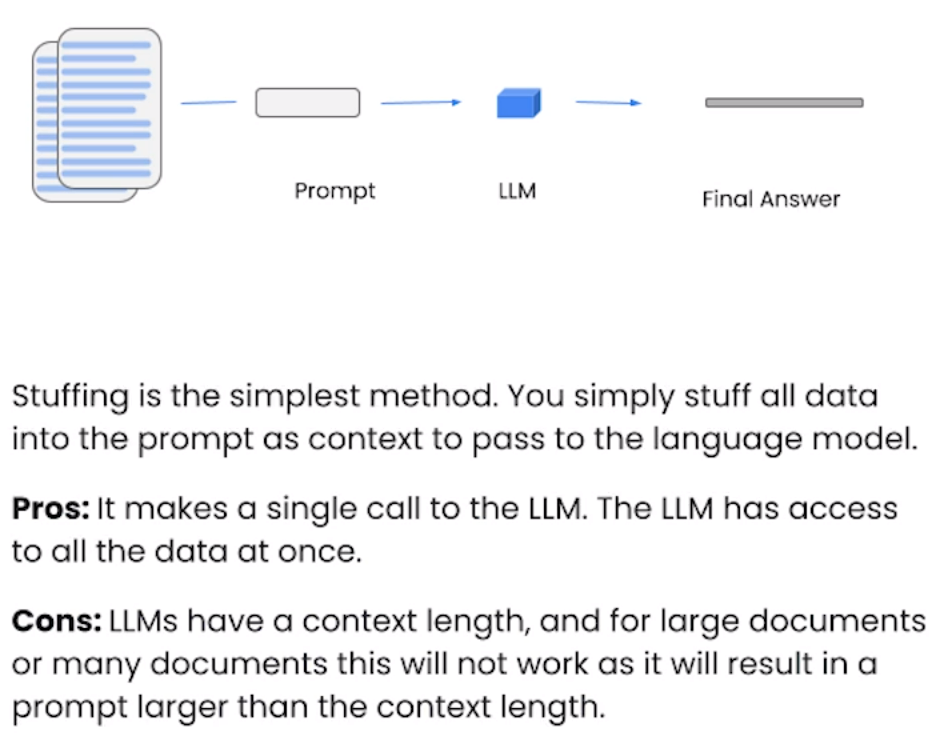 Prompt
LLM
Final Answer
Stuffing is the simplest method. You simply stuff all data
into the prompt as context to pass to the language model.
Pros: It makes a single call to the LLM. The LLM has access
to all the data at once.
Cons: LLMs have a context length, and for large documents
or many documents this will not work as it will result in a
prompt larger than the context length.